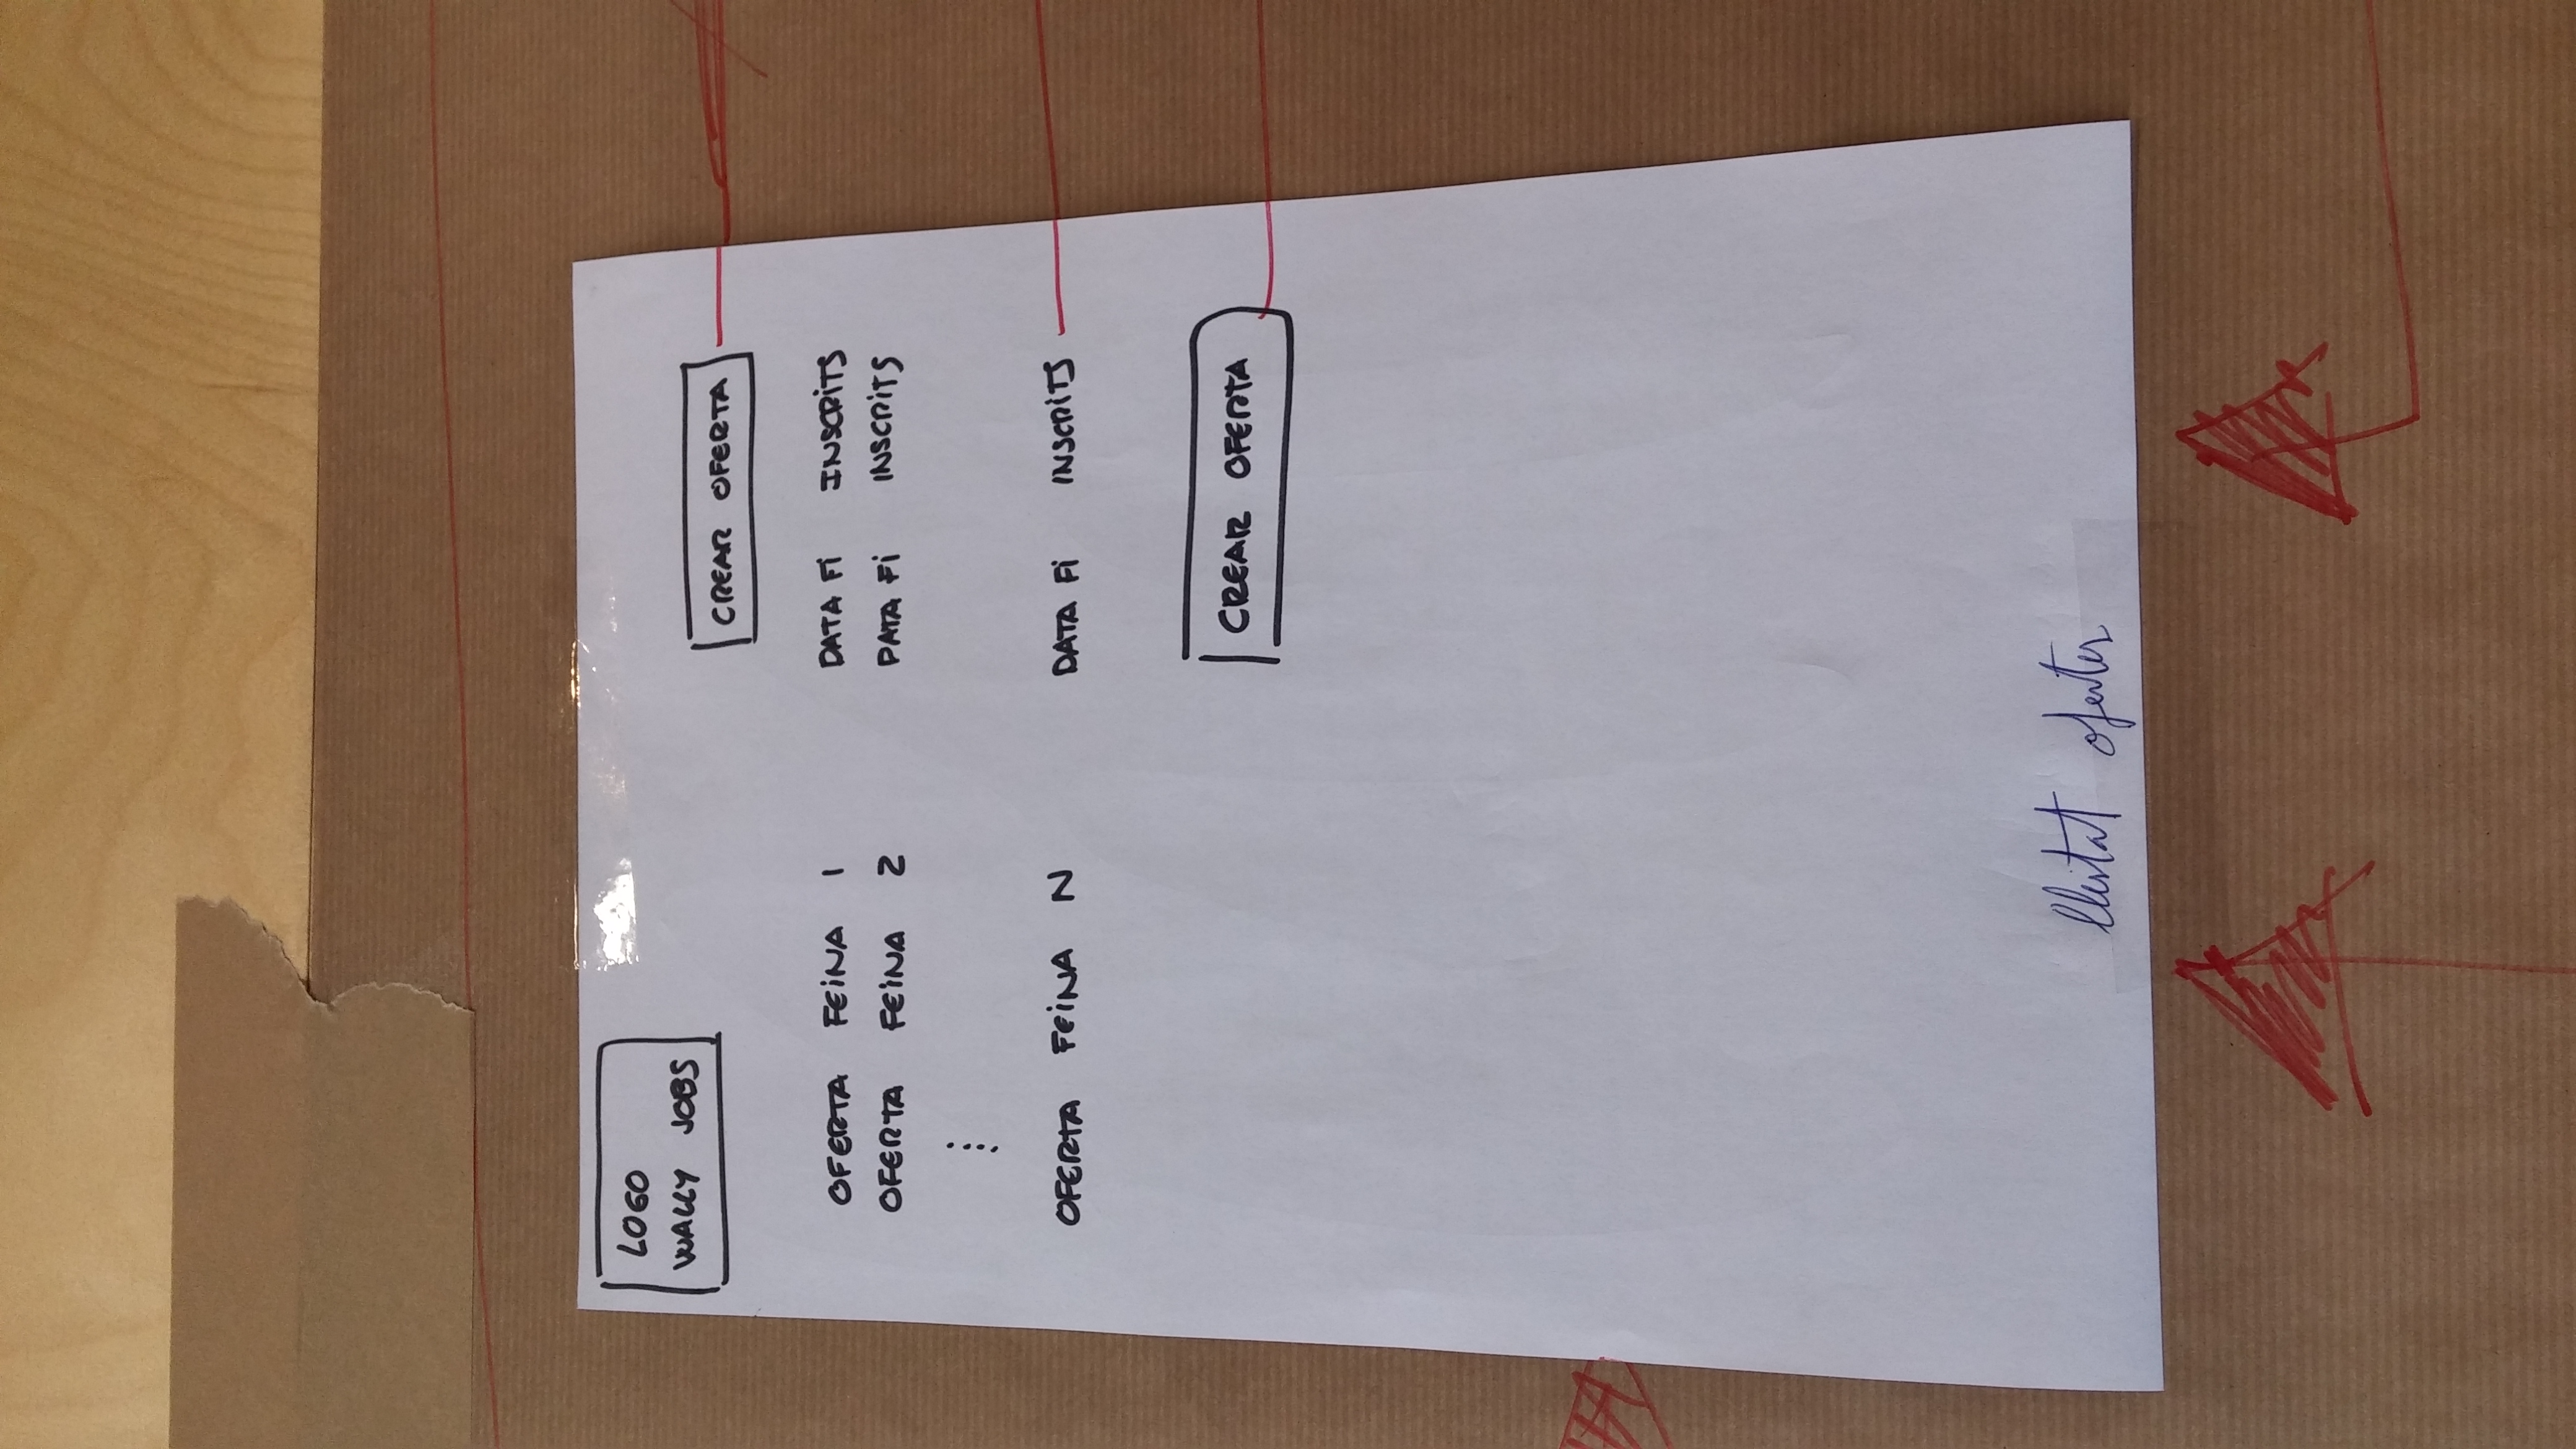 LOGO
WALLY JOBS
CREAR OFERTA
OFERTA FEINA 1 DATA FI INSCRITS
OFERTA FEINA 2 DATA FI INSCRITS
⋮
OFERTA FEINA N DATA FI INSCRITS
CREAR OFERTA
llistat ofertes